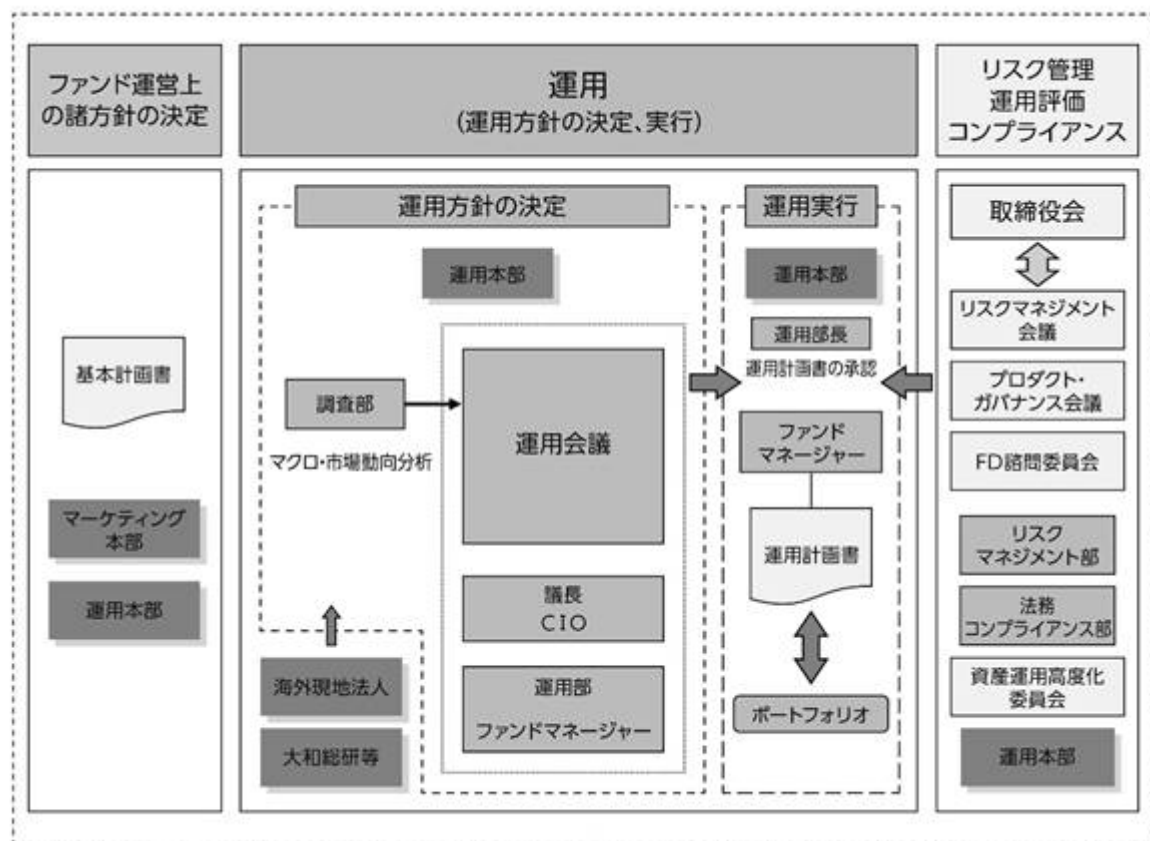 ファンド運営上
の諸方針の決定
運用
(運用方針の決定、実行)
リスク管理
運用評価
コンプライアンス
基本計画書
マーケティング
本部
運用本部
運用方針の決定
運用本部
調査部
マクロ・市場動向分析
運用会議
議長
CIO
運用部
ファンドマネージャー
海外現地法人
大和総研等
運用実行
運用本部
運用部長
運用計画書の承認
ファンド
マネージャー
運用計画書
ポートフォリオ
取締役会
リスクマネジメント
会議
プロダクト・
ガバナンス会議
FD諮問委員会
リスク
マネジメント部
法務
コンプライアンス部
資産運用高度化
委員会
運用本部